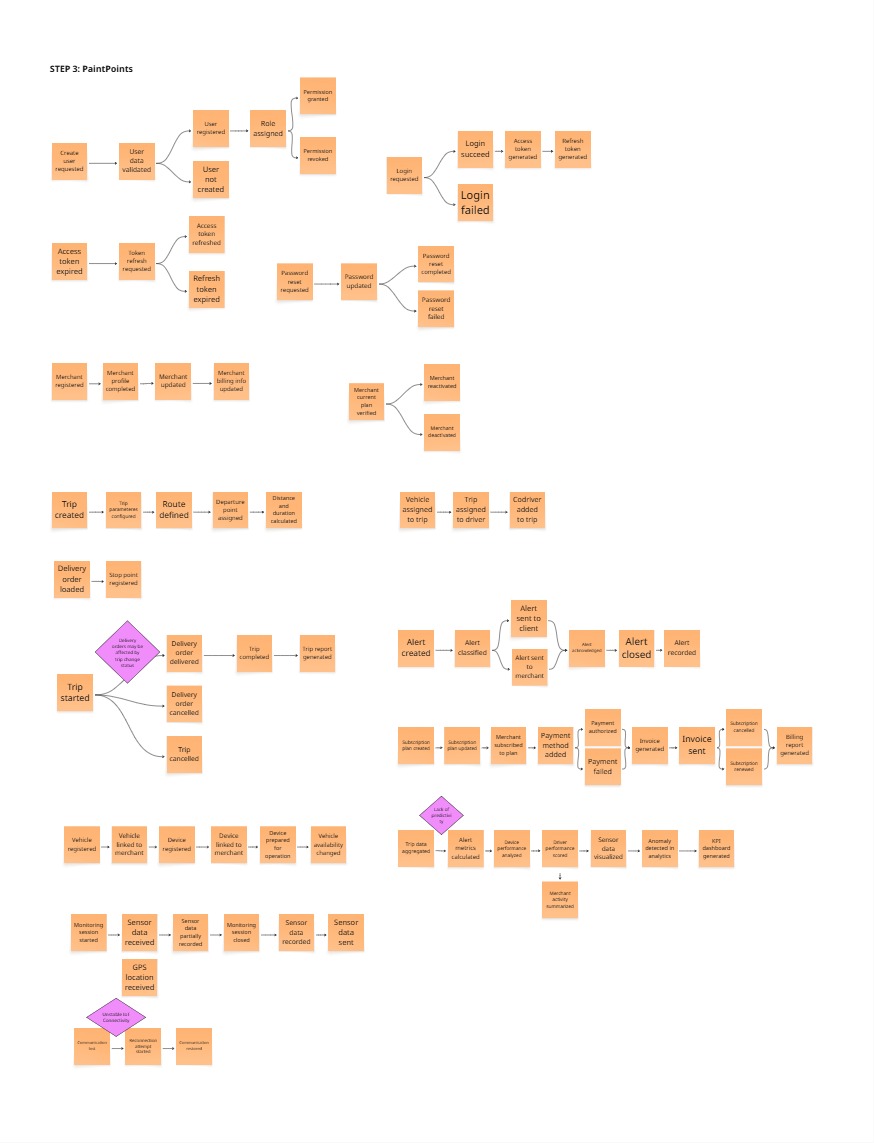 STEP 3: PaintPoints
Create
user
requested
User
data
validated
User
registered
User
not
created
Role
assigned
Permission
granted
Permission
revoked
Login
requested
Login
succeed
Login
failed
Access
token
generated
Refresh
token
generated
Access
token
expired
Token
refresh
requested
Access
token
refreshed
Refresh
token
expired
Password
reset
requested
Password
updated
Password
reset
completed
Password
reset
failed
Merchant
registered
Merchant
profile
completed
Merchant
updated
Merchant
billing info
updated
Merchant
current
plan
verified
Merchant
reactivated
Merchant
deactivated
Trip
created
Trip
parameteres
configured
Route
defined
Departure
point
assigned
Distance
and
duration
calculated
Vehicle
assigned
to trip
Trip
assigned
to driver
Codriver
added
to trip
Delivery
order
loaded
Stop point
registered
Delivery
orders may be
affected by
trip change
status
Trip
started
Delivery
order
delivered
Trip
completed
Trip report
generated
Delivery
order
cancelled
Trip
cancelled
Alert
created
Alert
classified
Alert
sent to
client
Alert sent
to
merchant
Alert
acknowledged
Alert
closed
Alert
recorded
Subscription
plan created
Subscription
plan updated
Merchant
subscribed
to plan
Payment
method
added
Payment
authorized
Payment
failed
Invoice
generated
Invoice
sent
Subscription
cancelled
Subscription
renewed
Billing
report
generated
Vehicle
registered
Vehicle
linked to
merchant
Device
registered
Device
linked to
merchant
Device
prepared
for
operation
Vehicle
availability
changed
Lack of
Trip data
aggregated
Alert
metrics
calculated
Device
performance
analyzed
Driver
performance
scored
Sensor
data
visualized
Anomaly
detected in
analytics
KPI
dashboard
generated
Merchant
activity
summarized
Monitoring
session
started
Sensor
data
received
Sensor
data
partially
recorded
Monitoring
session
closed
Sensor
data
recorded
Sensor
data
sent
GPS
location
received
Unstable IoT
Connectivity
Communication
lost
Reconnection
attempt
started
Communication
restored